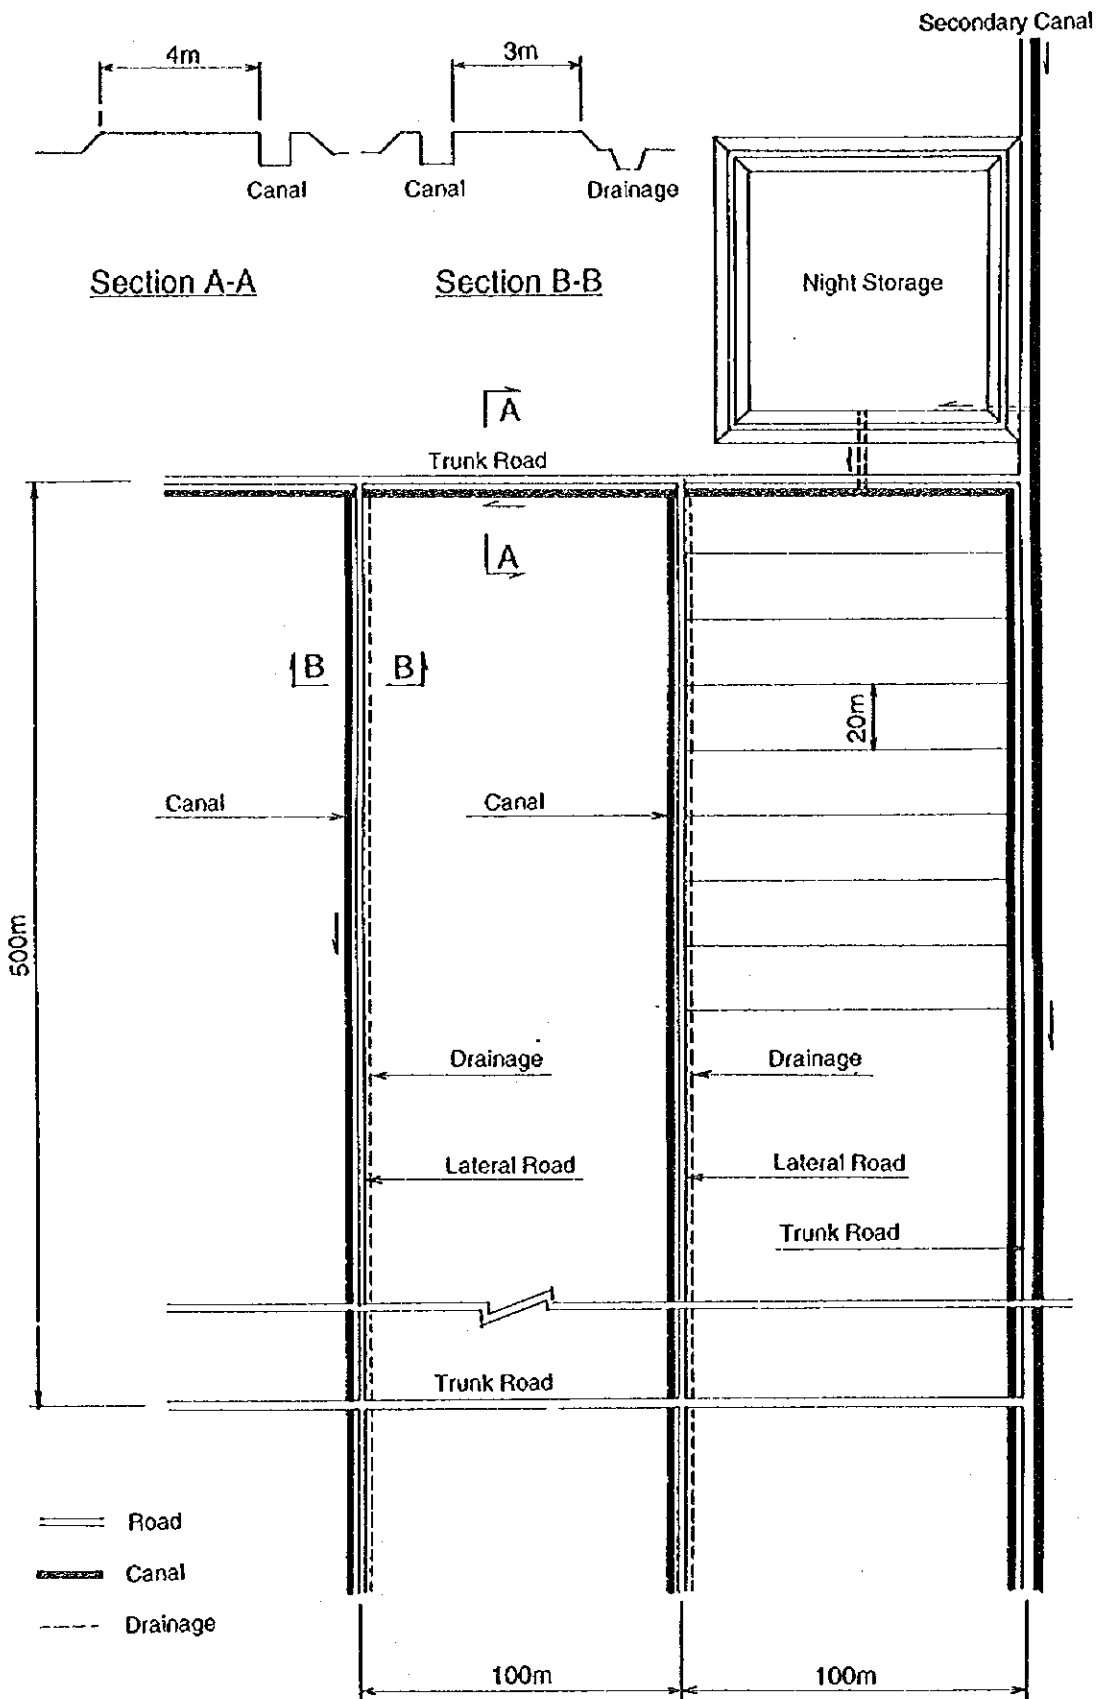 Secondary Canal
4m
3m
Canal
Canal
Drainage
Section A-A
Section B-B
Night Storage
A
Trunk Road
A
B
B
20m
Canal
Canal
500m
Drainage
Drainage
Lateral Road
Lateral Road
Trunk Road
Trunk Road
Road
Canal
Drainage
100m
100m